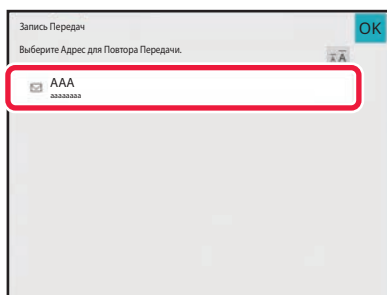 Запись Передач
OK
Выберите Адрес для Повтора Передачи.
AAA
aaaaaaaa